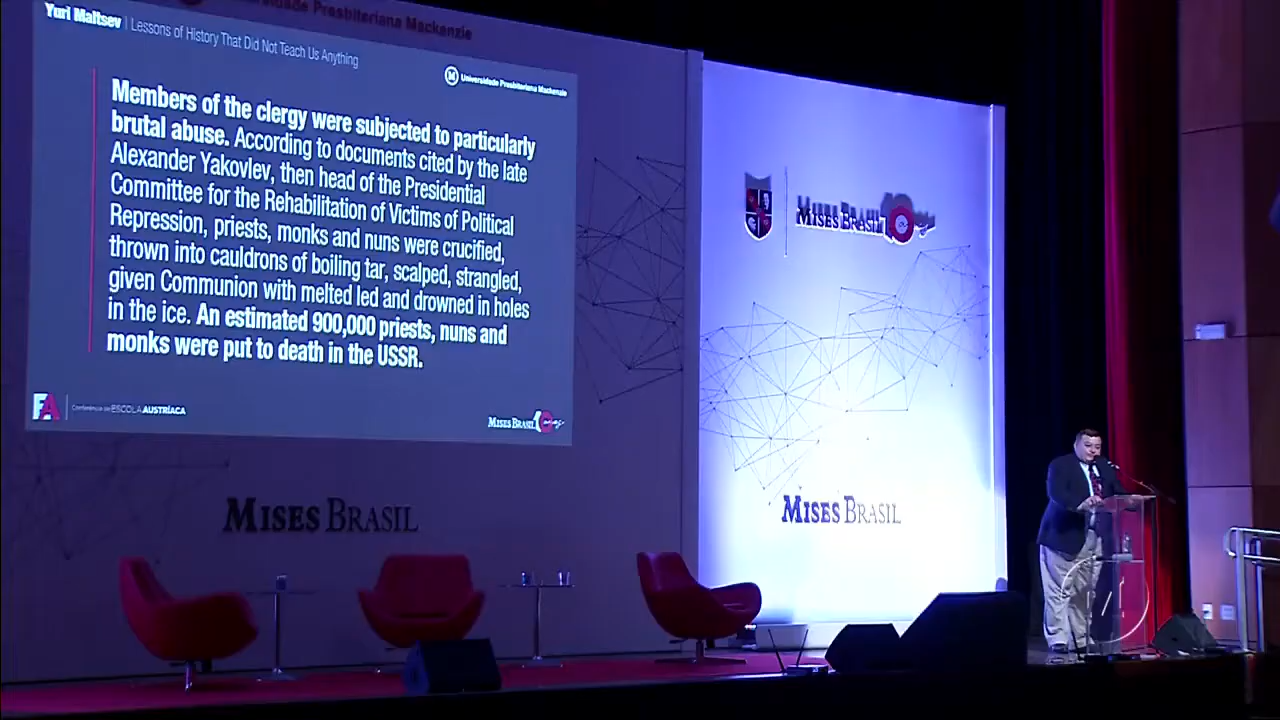 Presbiteriana Mackenzie
Yuri Maltsev | Lessons of History That Did Not Teach Us Anything
Universidade Presbiteriana Mackenzie
Members of the clergy were subjected to particularly
brutal abuse. According to documents cited by the late
Alexander Yakovlev, then head of the Presidential
Committee for the Rehabilitation of Victims of Political
Repression, priests, monks and nuns were crucified,
thrown into cauldrons of boiling tar, scalped, strangled,
given Communion with melted led and drowned in holes
in the ice. An estimated 900,000 priests, nuns and
monks were put to death in the USSR.
EA
Conferência de ESCOLA AUSTRÍACA
MISES BRASIL
MISES BRASIL
MISES BRASIL
MISES BRASIL